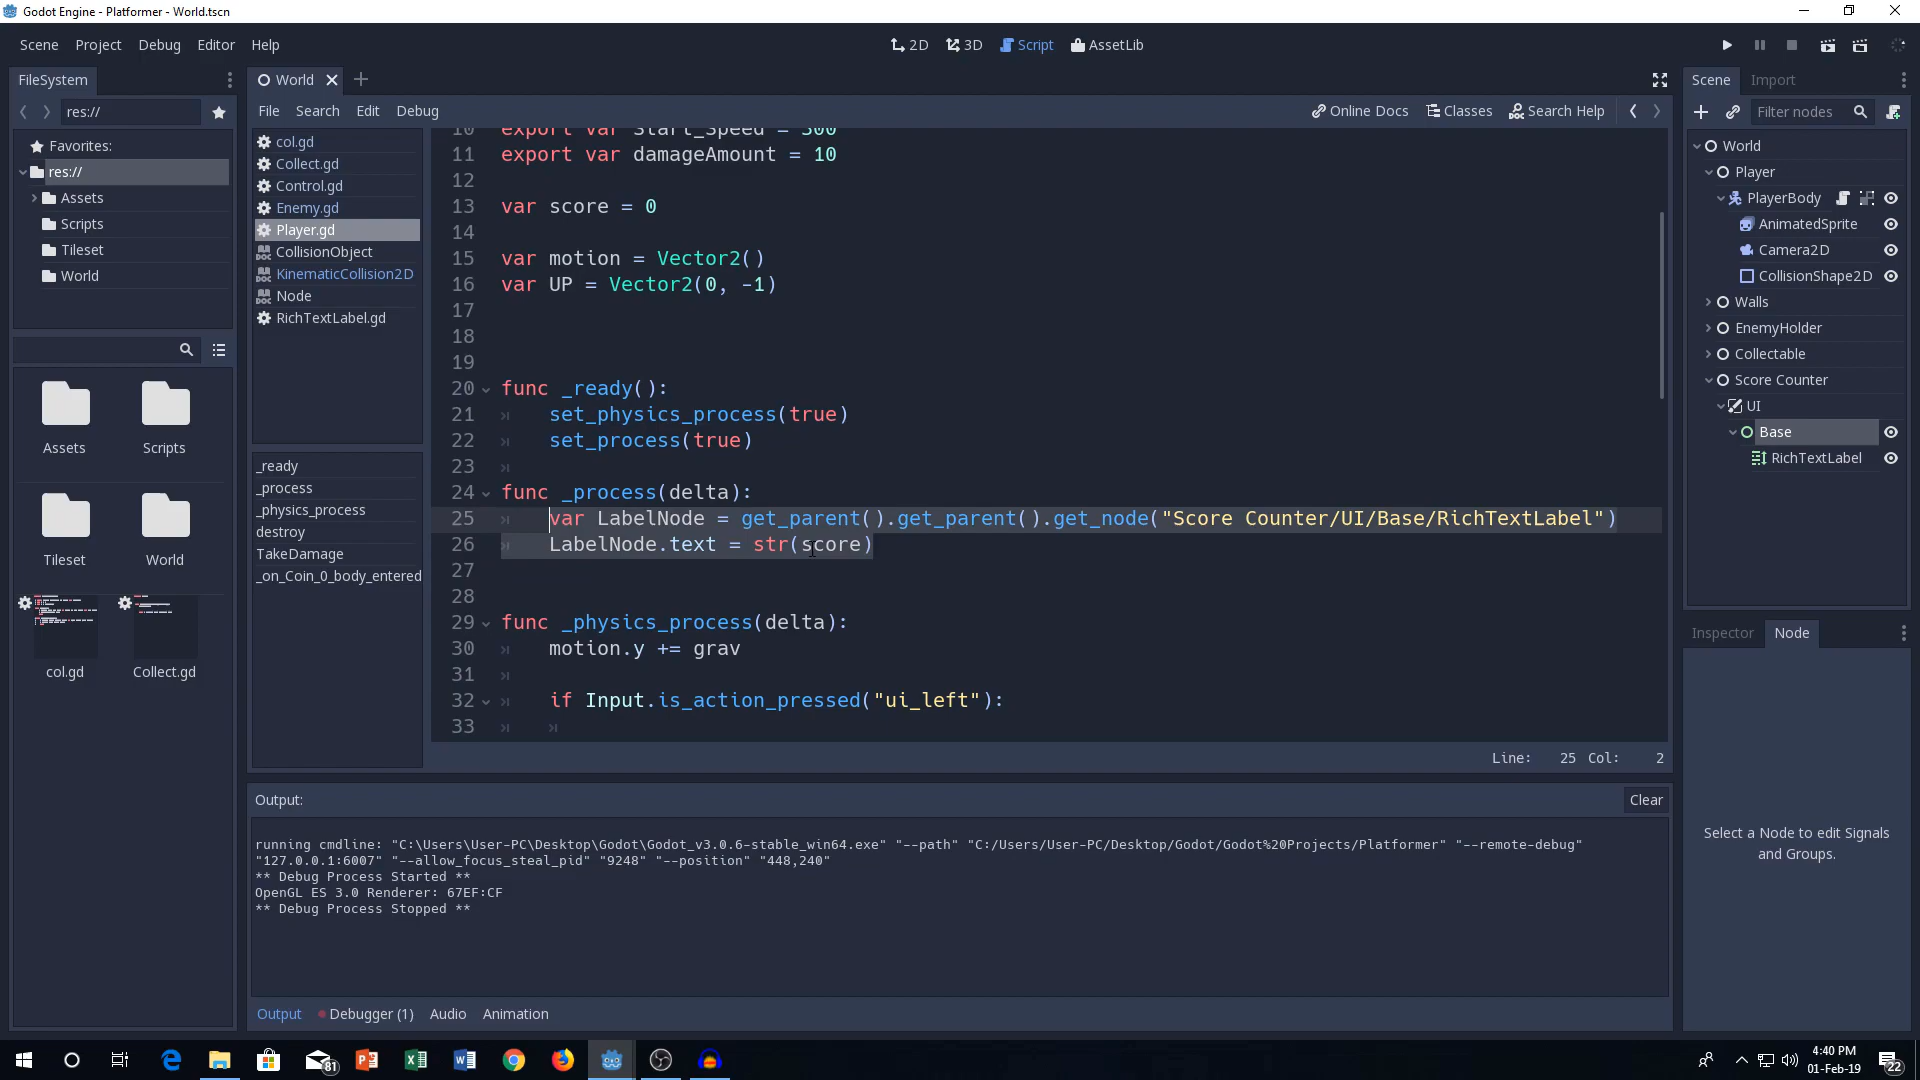 Godot Engine - Platformer - World.tscn
Scene Project Debug Editor Help
2D 3D Script AssetLib
FileSystem
res://
Favorites:
res://
Assets
Scripts
Tileset
World
Assets
Scripts
Tileset
World
col.gd
Collect.gd
World
File Search Edit Debug
Online Docs Classes Search Help
col.gd
Collect.gd
Control.gd
Enemy.gd
Player.gd
CollisionObject
KinematicCollision2D
Node
RichTextLabel.gd
_ready
_process
_physics_process
destroy
TakeDamage
_on_Coin_0_body_entered
10 export var Start_Speed = 300
11 export var damageAmount = 10
12
13 var score = 0
14
15 var motion = Vector2()
16 var UP = Vector2(0, -1)
17
18
19
20 func _ready():
21 set_physics_process(true)
22 set_process(true)
23
24 func _process(delta):
25 var LabelNode = get_parent().get_parent().get_node("Score Counter/UI/Base/RichTextLabel")
26 LabelNode.text = str(score)
27
28
29 func _physics_process(delta):
30 motion.y += grav
31
32 if Input.is_action_pressed("ui_left"):
33
Line: 25 Col: 2
Output:
Clear
running cmdline: "C:\Users\User-PC\Desktop\Godot\Godot_v3.0.6-stable_win64.exe" "--path" "C:/Users/User-PC/Desktop/Godot/Godot%20Projects/Platformer" "--remote-debug"
"127.0.0.1:6007" "--allow_focus_steal_pid" "9248" "--position" "448,240"
** Debug Process Started **
OpenGL ES 3.0 Renderer: 67EF:CF
** Debug Process Stopped **
Output Debugger (1) Audio Animation
Scene Import
Filter nodes
World
Player
PlayerBody
AnimatedSprite
Camera2D
CollisionShape2D
Walls
EnemyHolder
Collectable
Score Counter
UI
Base
RichTextLabel
Inspector Node
Select a Node to edit Signals
and Groups.
81
4:40 PM
01-Feb-19
22